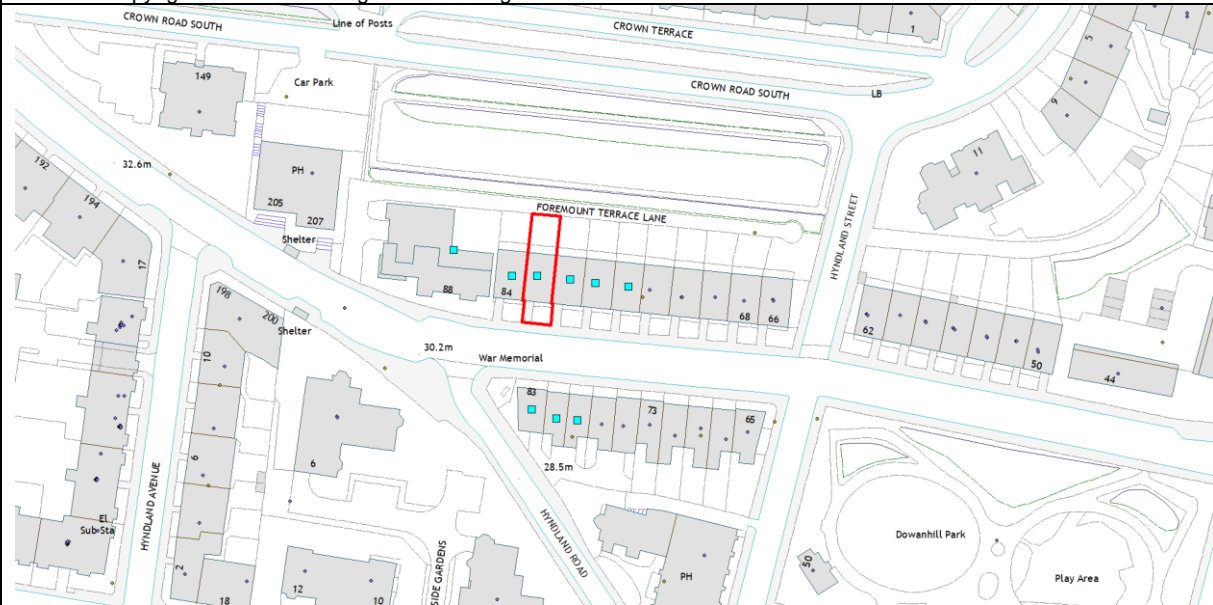 CROWN ROAD SOUTH
Line of Posts
CROWN TERRACE
1
5
149
Car Park
CROWN ROAD SOUTH
LB
9
11
192
32.6m
PH
194
205
207
FOREMOUNT TERRACE LANE
HYNDLAND STREET
Shelter
17
88
84
68
66
198
200
Shelter
62
50
30.2m
War Memorial
44
10
83
73
65
6
6
28.5m
HYNDLAND AVENUE
El
Sub Sta
HYNDLAND ROAD
Downhill Park
2
18
12
10
SIDE GARDENS
PH
50
Play Area